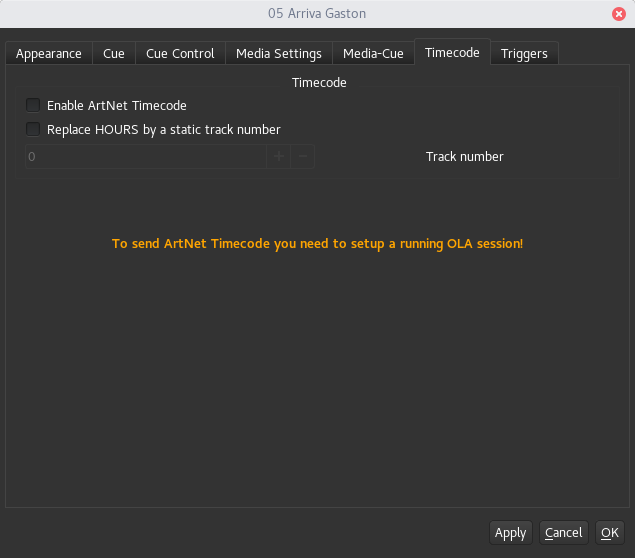 05 Arriva Gaston
Appearance Cue Cue Control Media Settings Media-Cue Timecode Triggers
Timecode
Enable ArtNet Timecode
Replace HOURS by a static track number
0 + − Track number
To send ArtNet Timecode you need to setup a running OLA session!
Apply Cancel OK